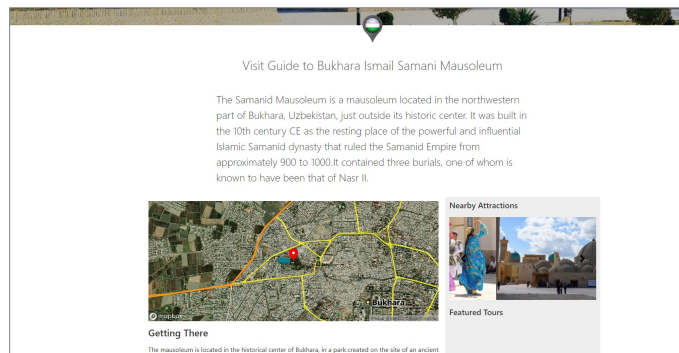 Visit Guide to Bukhara Ismail Samani Mausoleum
The Samanid Mausoleum is a mausoleum located in the northwestern
part of Bukhara, Uzbekistan, just outside its historic center. It was built in
the 10th century CE as the resting place of the powerful and influential
Islamic Samanid dynasty that ruled the Samanid Empire from
approximately 900 to 1000.It contained three burials, one of whom is
known to have been that of Nasr II.
Nearby Attractions
Bukhara
mapbox
Featured Tours
Getting There
The mausoleum is located in the historical center of Bukhara, in a park created on the site of an ancient